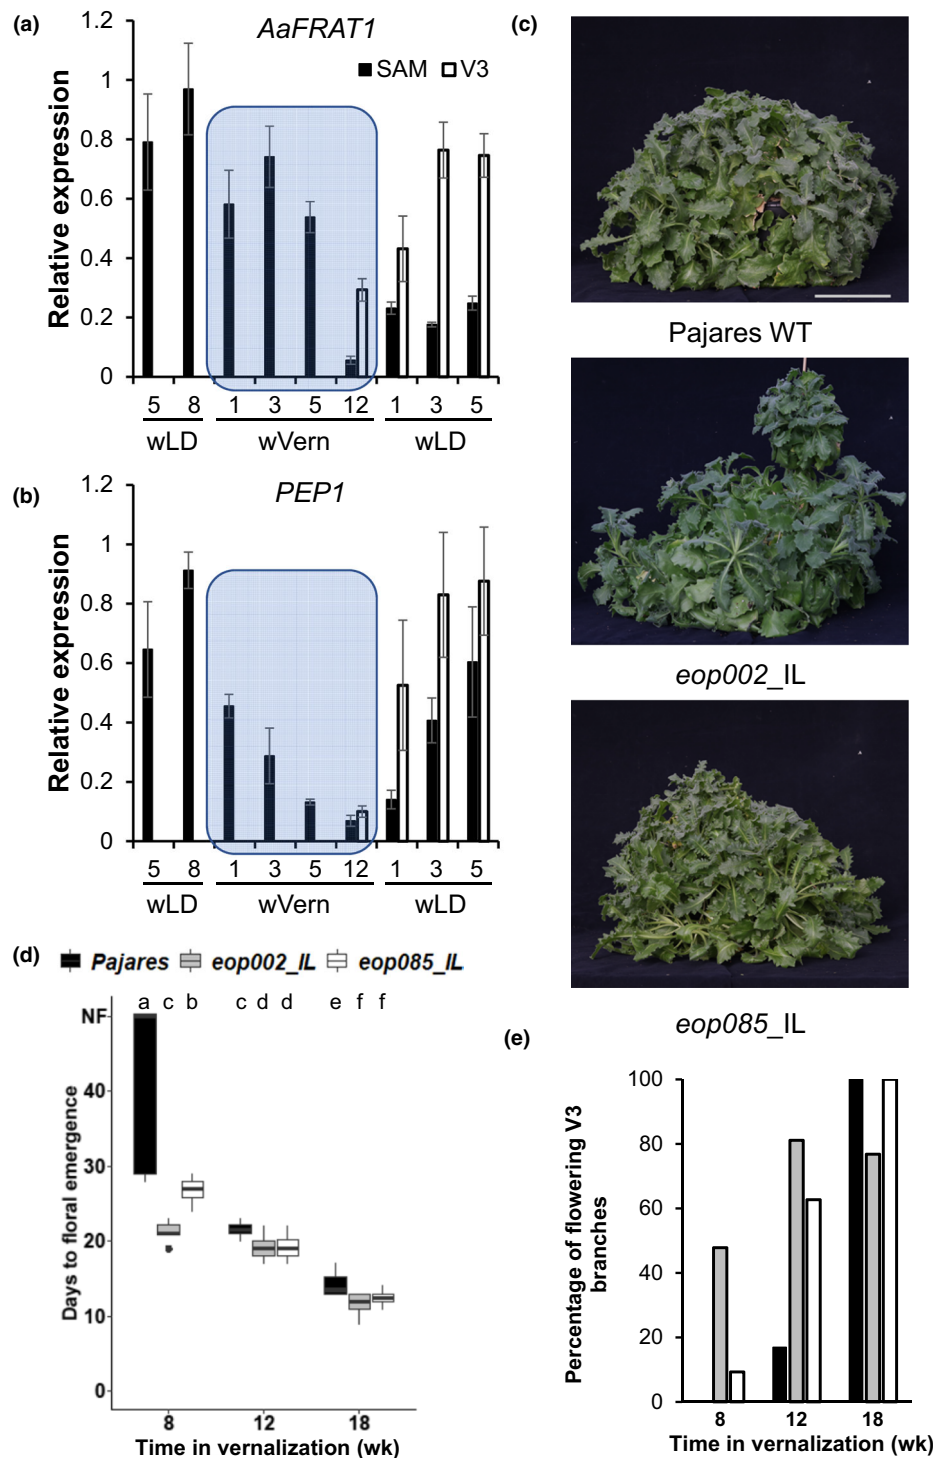 (a)
AaFRAT1
SAM V3
Relative expression
1.2
1
0.8
0.6
0.4
0.2
0
5 8 1 3 5 12 1 3 5
wLD wVern wLD
(b)
PEP1
Relative expression
1.2
1
0.8
0.6
0.4
0.2
0
5 8 1 3 5 12 1 3 5
wLD wVern wLD
(c)
Pajares WT
eop002_IL
eop085_IL
(d)
Pajares eop002_IL eop085_IL
a c b c d d e f f
Days to floral emergence
NF
40
30
20
10
0
8 12 18
Time in vernalization (wk)
(e)
Percentage of flowering V3
branches
100
80
60
40
20
0
8 12 18
Time in vernalization (wk)